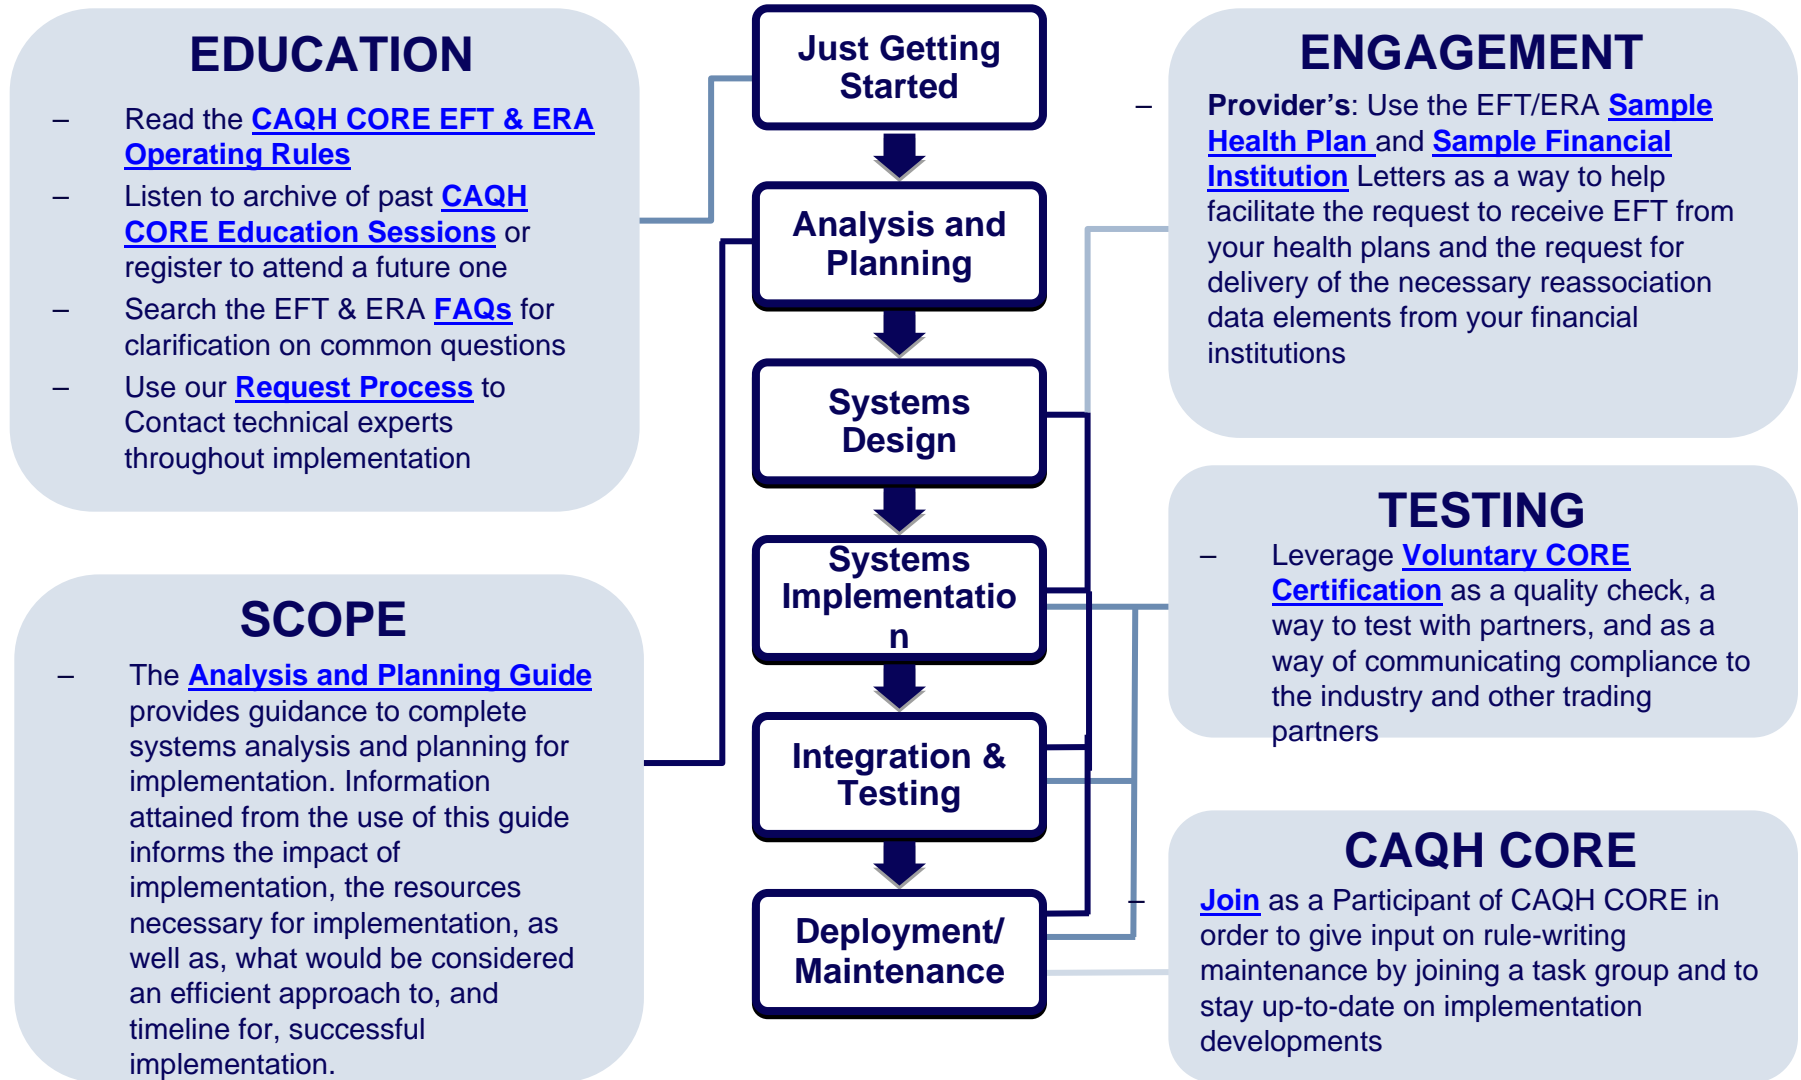 EDUCATION
– Read the CAQH CORE EFT & ERA
Operating Rules
– Listen to archive of past CAQH
CORE Education Sessions or
register to attend a future one
– Search the EFT & ERA FAQs for
clarification on common questions
– Use our Request Process to
Contact technical experts
throughout implementation
SCOPE
– The Analysis and Planning Guide
provides guidance to complete
systems analysis and planning for
implementation. Information
attained from the use of this guide
informs the impact of
implementation, the resources
necessary for implementation, as
well as, what would be considered
an efficient approach to, and
timeline for, successful
implementation.
Just Getting
Started
Analysis and
Planning
Systems
Design
Systems
Implementatio
n
Integration &
Testing
Deployment/
Maintenance
ENGAGEMENT
– Provider’s: Use the EFT/ERA Sample
Health Plan and Sample Financial
Institution Letters as a way to help
facilitate the request to receive EFT from
your health plans and the request for
delivery of the necessary reassociation
data elements from your financial
institutions
TESTING
– Leverage Voluntary CORE
Certification as a quality check, a
way to test with partners, and as a
way of communicating compliance to
the industry and other trading
partners
CAQH CORE
– Join as a Participant of CAQH CORE in
order to give input on rule-writing
maintenance by joining a task group and to
stay up-to-date on implementation
developments